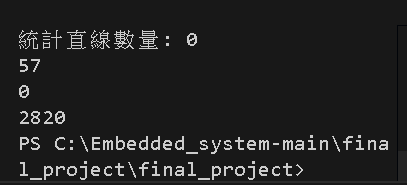 統計直線數量: 0
57
0
2820
PS C:\Embedded_system-main\fina
l_project\final_project>